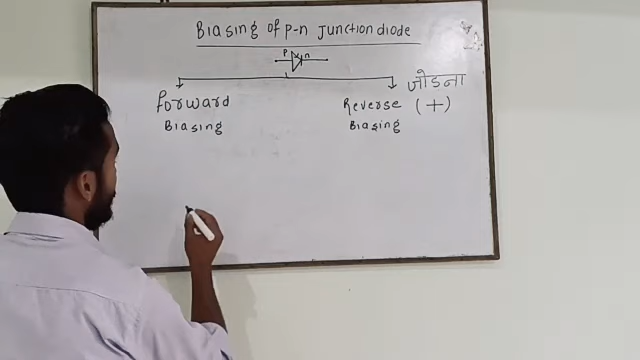 Biasing of p-n Junction diode
p n
Forward Biasing
Reverse Biasing
जोडना
(+)